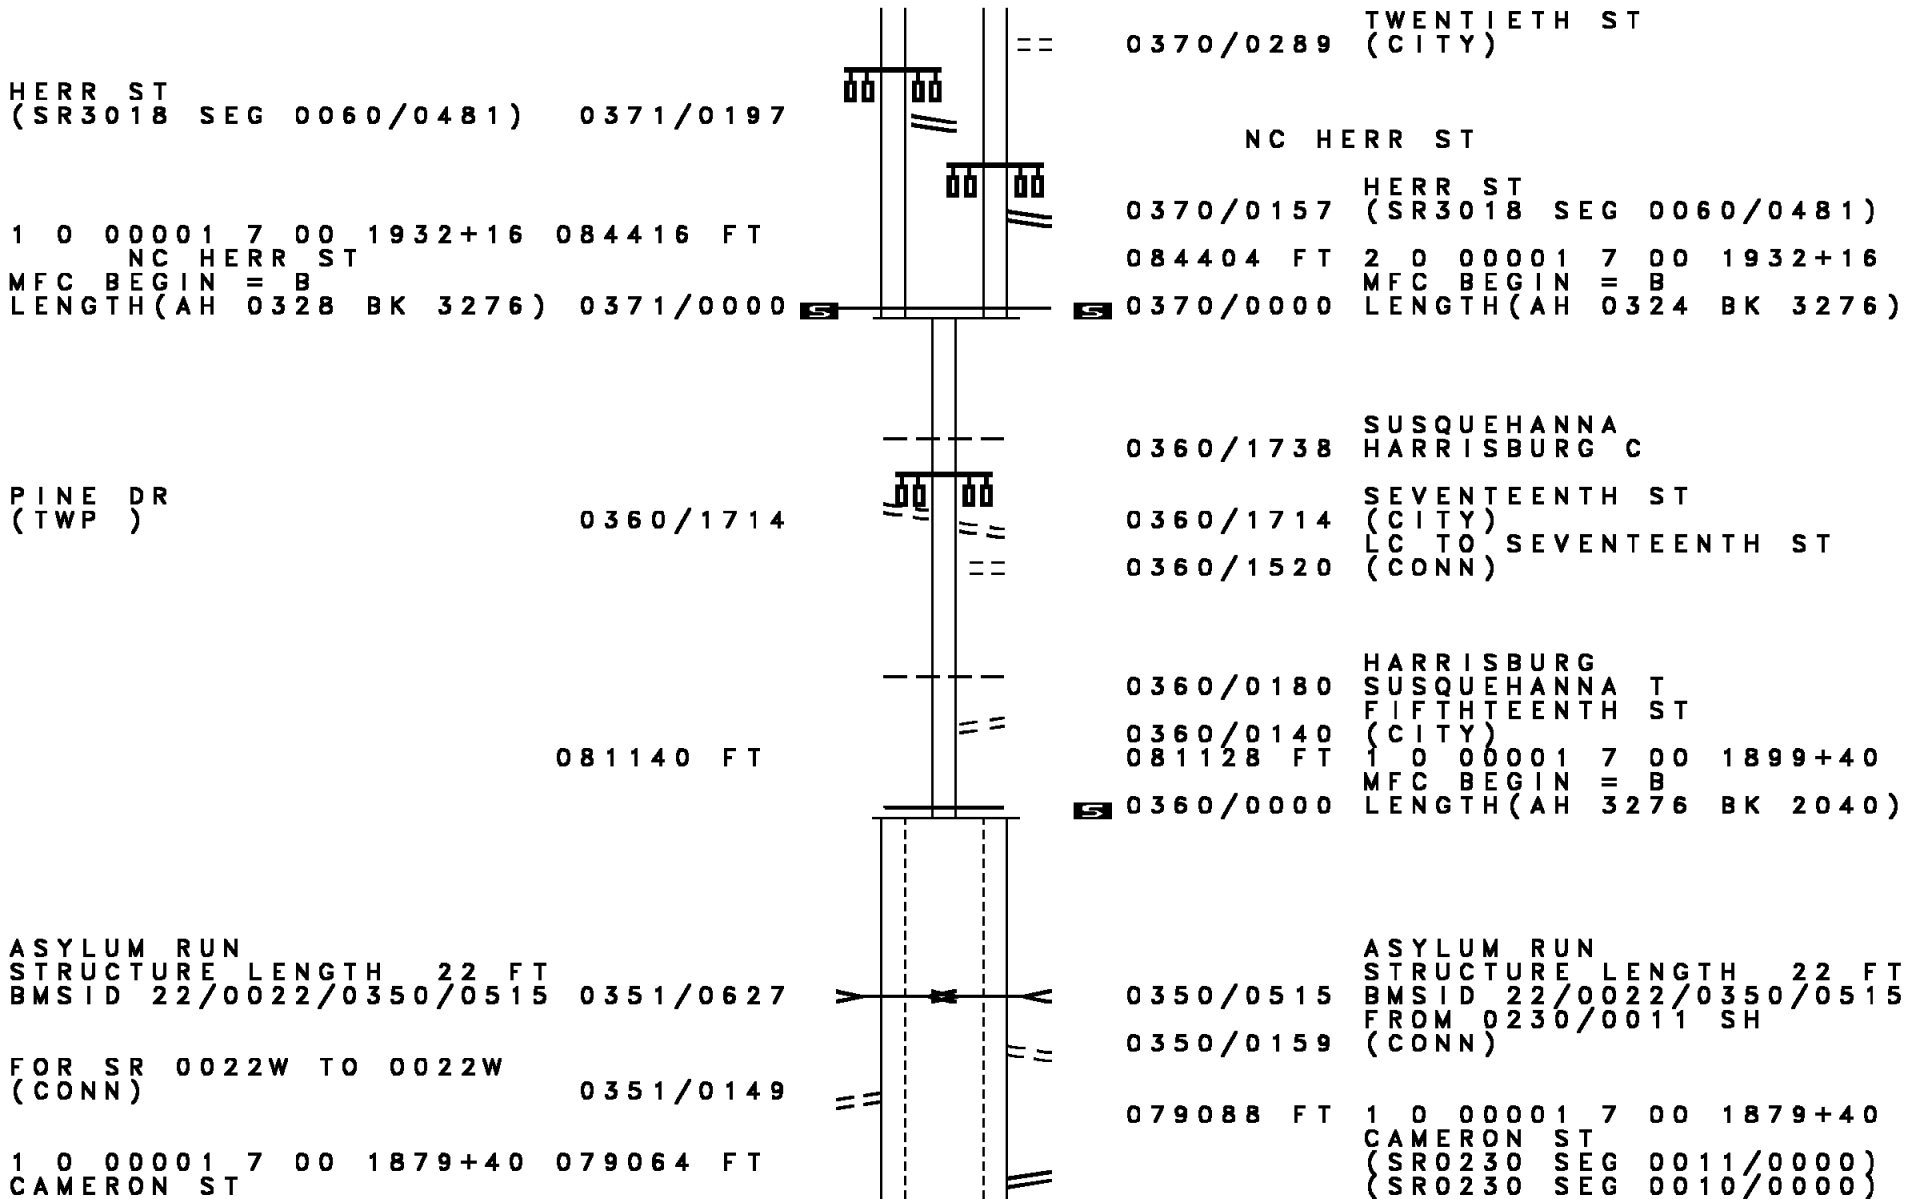 TWENTIETH ST
0370/0289 (CITY)
HERR ST
(SR3018 SEG 0060/0481) 0371/0197
NC HERR ST
HERR ST
0370/0157 (SR3018 SEG 0060/0481)
1 0 00001 7 00 1932+16 084416 FT
NC HERR ST
084404 FT 2 0 00001 7 00 1932+16
MFC BEGIN = B
MFC BEGIN = B
LENGTH(AH 0328 BK 3276) 0371/0000 S
S 0370/0000 LENGTH(AH 0324 BK 3276)
SUSQUEHANNA
0360/1738 HARRISBURG C
PINE DR
(TWP ) 0360/1714
SEVENTEENTH ST
0360/1714 (CITY)
LC TO SEVENTEENTH ST
0360/1520 (CONN)
HARRISBURG
0360/0180 SUSQUEHANNA T
FIFTHTEENTH ST
0360/0140 (CITY)
081140 FT
081128 FT 1 0 00001 7 00 1899+40
MFC BEGIN = B
S 0360/0000 LENGTH(AH 3276 BK 2040)
ASYLUM RUN
STRUCTURE LENGTH 22 FT
BMSID 22/0022/0350/0515 0351/0627
ASYLUM RUN
STRUCTURE LENGTH 22 FT
0350/0515 BMSID 22/0022/0350/0515
FROM 0230/0011 SH
0350/0159 (CONN)
FOR SR 0022W TO 0022W
(CONN) 0351/0149
079088 FT 1 0 00001 7 00 1879+40
CAMERON ST
(SR0230 SEG 0011/0000)
(SR0230 SEG 0010/0000)
1 0 00001 7 00 1879+40 079064 FT
CAMERON ST